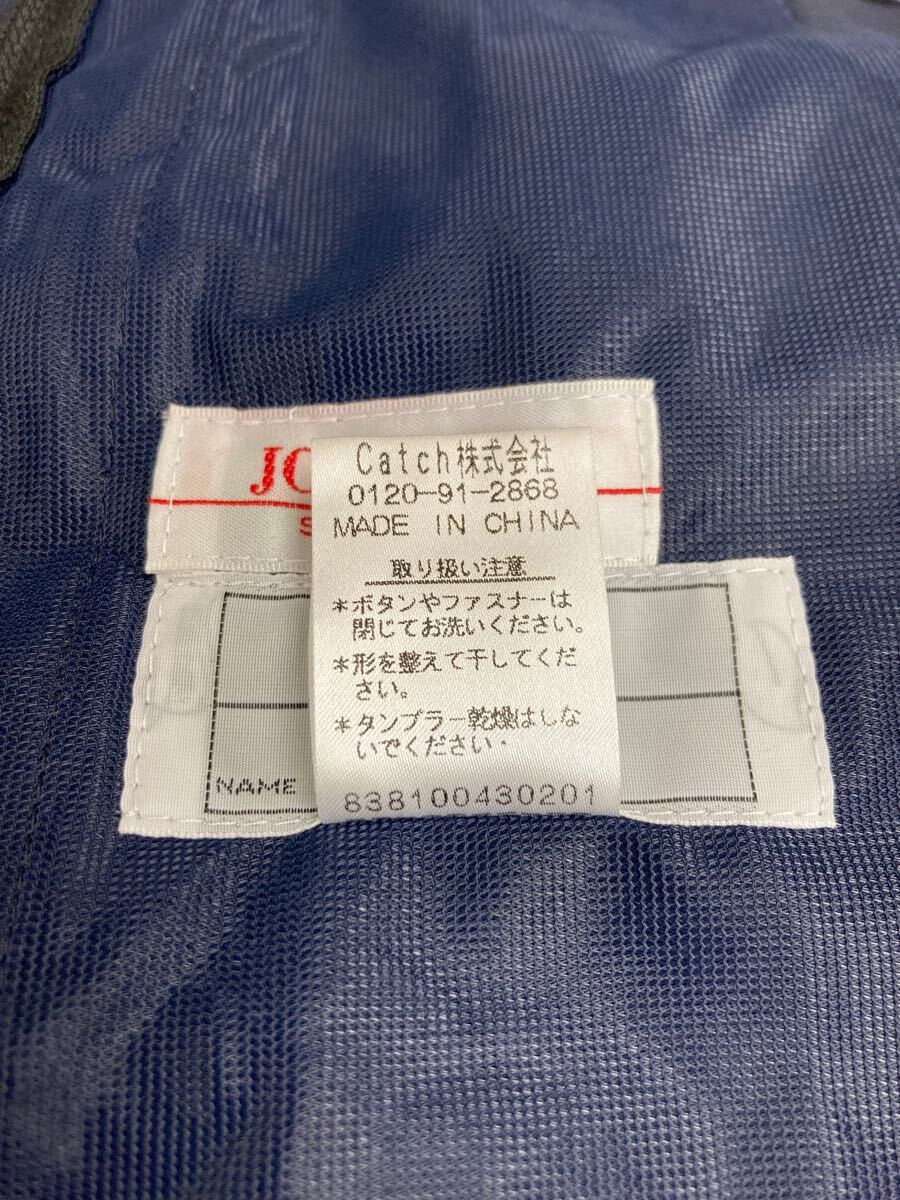 JO
S
Catch株式会社
0120-91-2868
MADE IN CHINA
取り扱い注意
*ボタンやファスナーは
閉じてお洗いください。
*形を整えて干してくだ
さい。
*タンブラー乾燥はしな
いでください・
NAME
838100430201